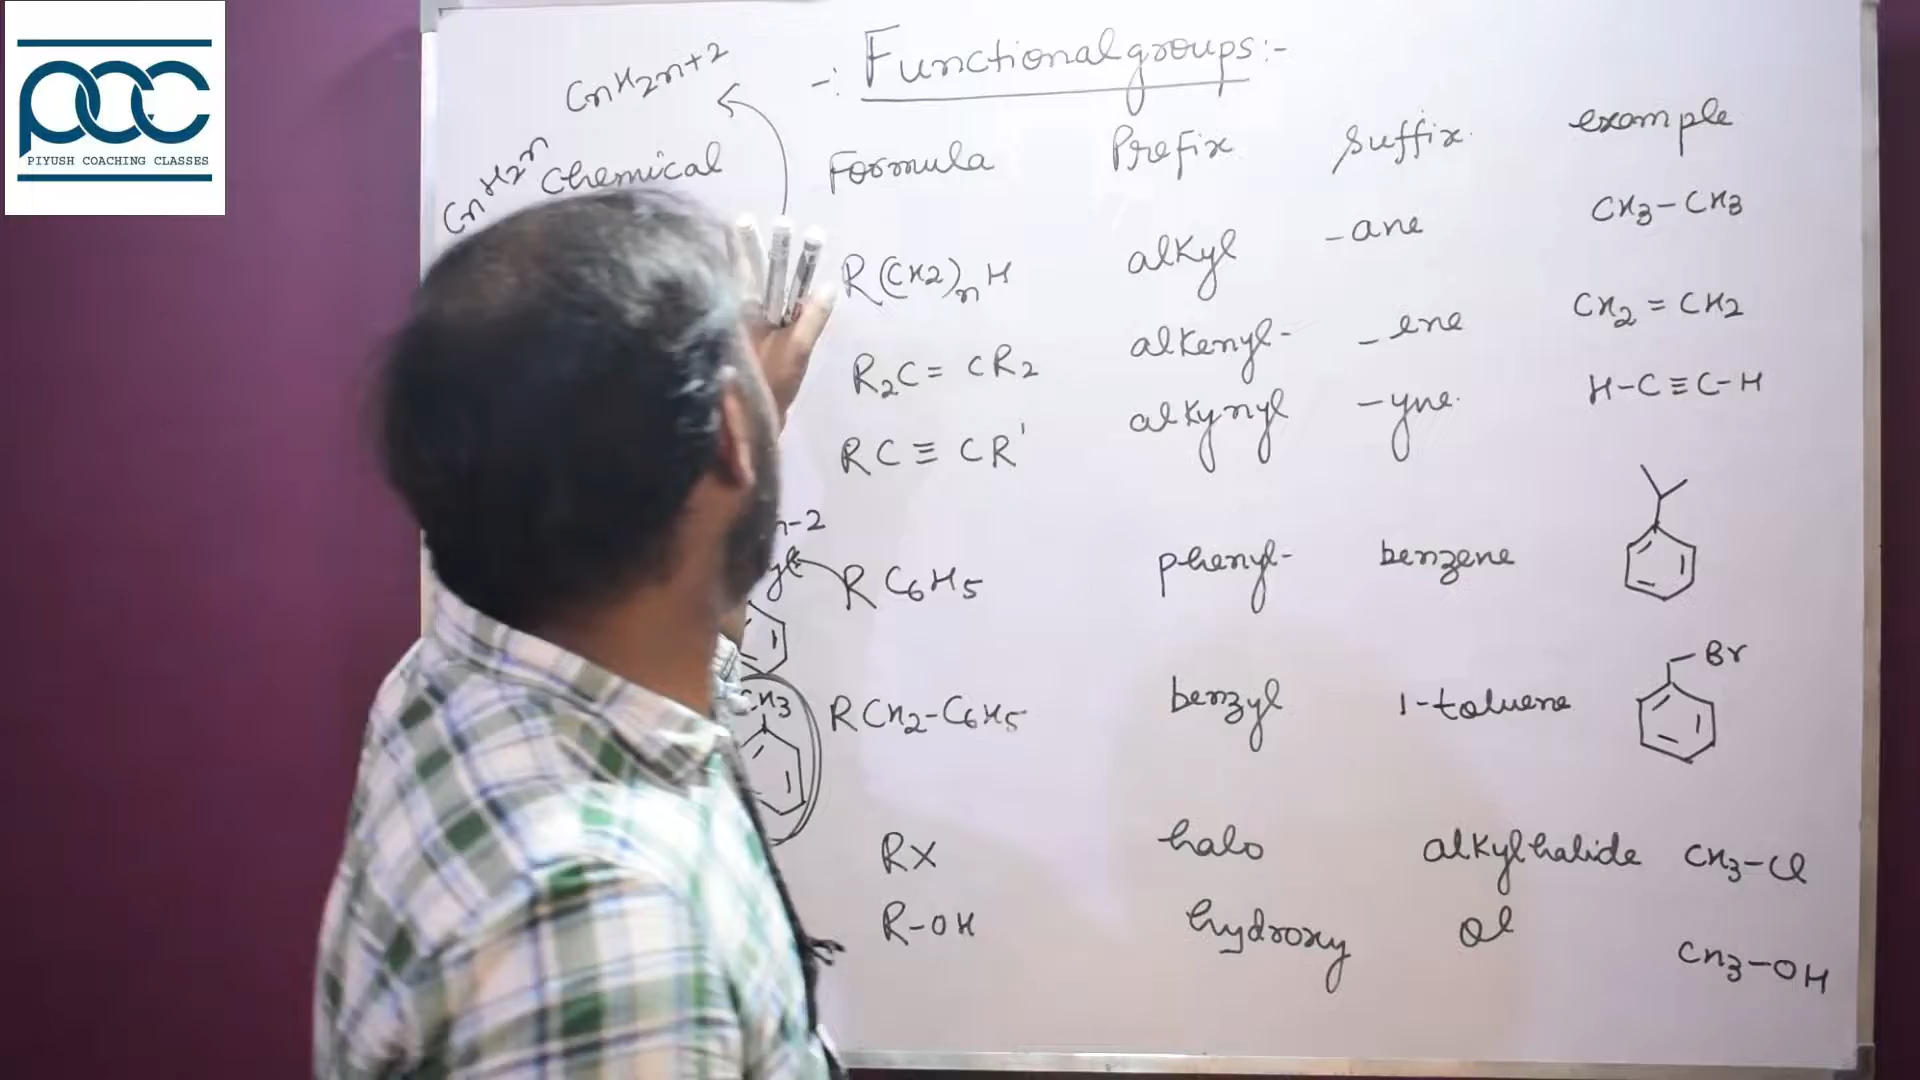 PIYUSH COACHING CLASSES
-: Functional groups :-
CnH2n+2
CnH2n
Chemical Formula Prefix Suffix example
R(CH2)nH alkyl -ane CH3-CH3
R2C=CR2 alkenyl- -ene CH2=CH2
RC≡CR' alkynyl -yne. H-C≡C-H
n-2
RC6H5 phenyl- benzene
CH3 RCH2-C6H5 benzyl 1-toluene Br
RX halo alkylhalide CH3-Cl
R-OH hydroxy ol CH3-OH